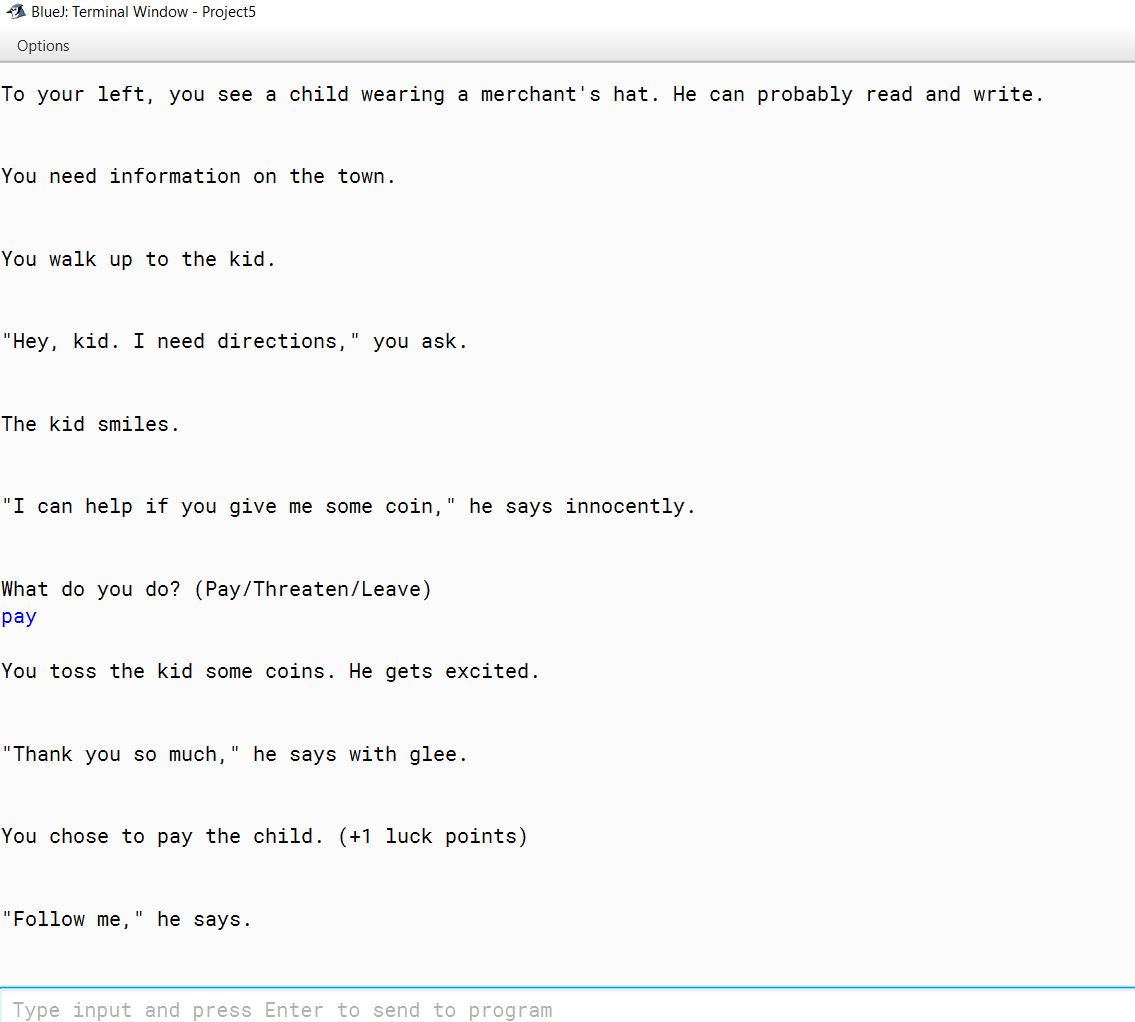 BlueJ: Terminal Window - Project5
Options
To your left, you see a child wearing a merchant's hat. He can probably read and write.
You need information on the town.
You walk up to the kid.
"Hey, kid. I need directions," you ask.
The kid smiles.
"I can help if you give me some coin," he says innocently.
What do you do? (Pay/Threaten/Leave)
pay
You toss the kid some coins. He gets excited.
"Thank you so much," he says with glee.
You chose to pay the child. (+1 luck points)
"Follow me," he says.
Type input and press Enter to send to program